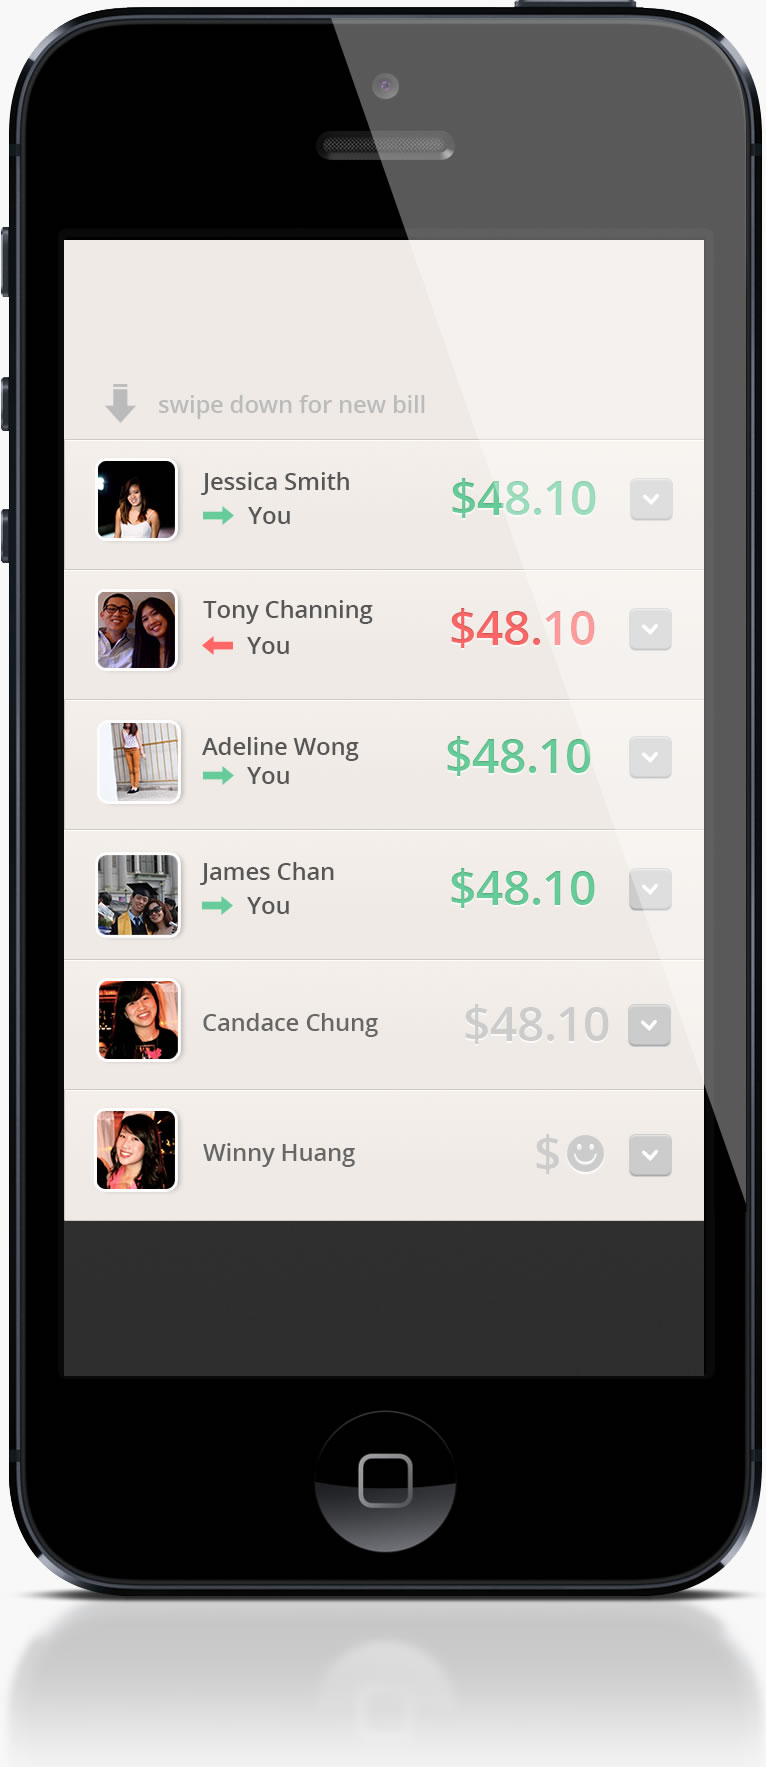 swipe down for new bill
Jessica Smith
You
$48.10
Tony Channing
You
$48.10
Adeline Wong
You
$48.10
James Chan
You
$48.10
Candace Chung
$48.10
Winny Huang
$